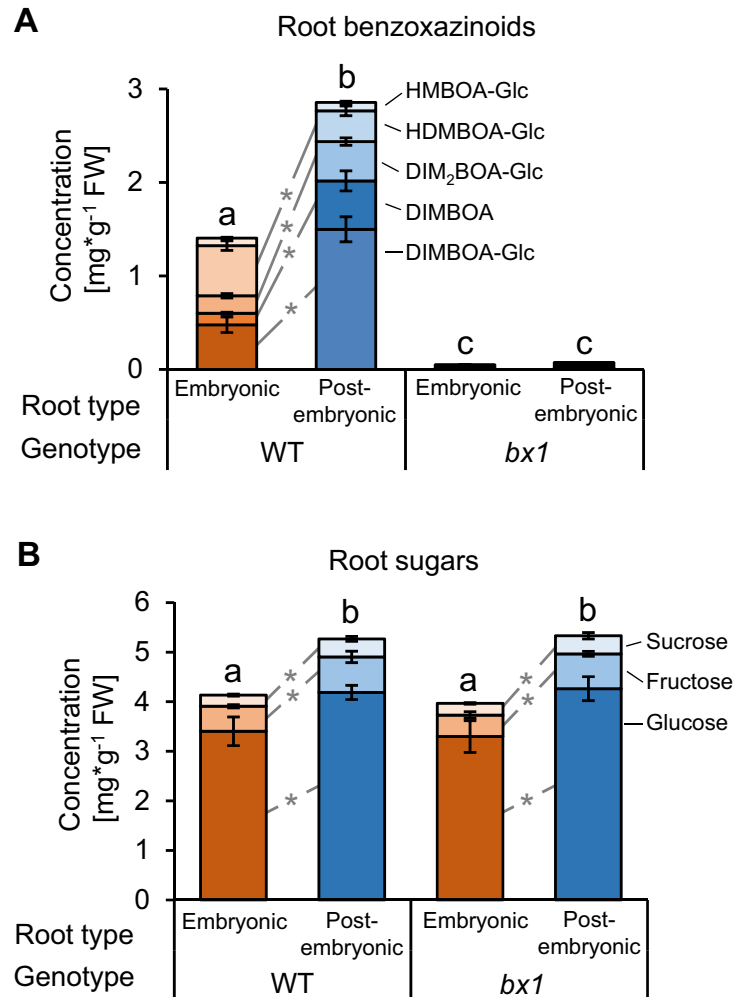 A
Root benzoxazinoids
Concentration
[mg*g⁻¹ FW]
3
2
1
0
a
b
c
c
*
*
*
*
HMBOA-Glc
HDMBOA-Glc
DIM₂BOA-Glc
DIMBOA
DIMBOA-Glc
Root type
Embryonic
Post-
embryonic
Embryonic
Post-
embryonic
Genotype
WT
bx1
B
Root sugars
Concentration
[mg*g⁻¹ FW]
6
5
4
3
2
1
0
a
b
a
b
*
*
*
*
*
*
Sucrose
Fructose
Glucose
Root type
Embryonic
Post-
embryonic
Embryonic
Post-
embryonic
Genotype
WT
bx1